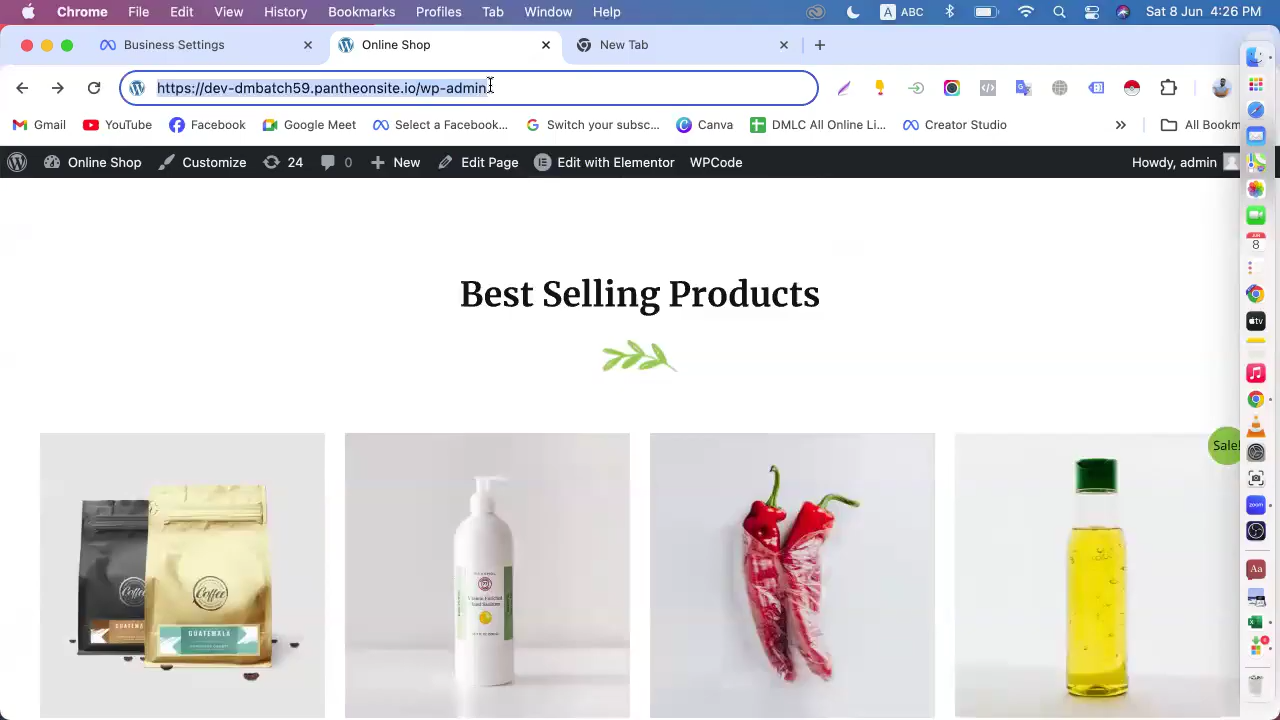 Chrome File Edit View History Bookmarks Profiles Tab Window Help A ABC Sat 8 Jun 4:26 PM
Business Settings Online Shop New Tab
https://dev-dmbatch59.pantheonsite.io/wp-admin
Gmail YouTube Facebook Google Meet Select a Facebook... Switch your subsc... Canva DMLC All Online Li... Creator Studio » All Bookm
Online Shop Customize 24 0 New Edit Page Edit with Elementor WPCode Howdy, admin
Best Selling Products
Sale!
Coffee
GUATEMALA